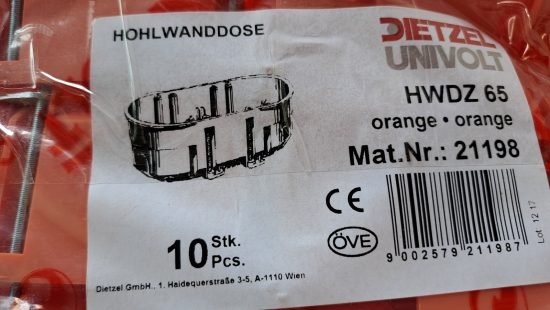 HOHLWANDDOSE
DIETZEL
UNIVOLT
HWDZ 65
orange • orange
Mat.Nr.: 21198
CE
ÖVE
10 Stk.
Pcs.
9 002579 211987
Lot 12 17
Dietzel GmbH., 1. Haidequerstraße 3-5, A-1110 Wien